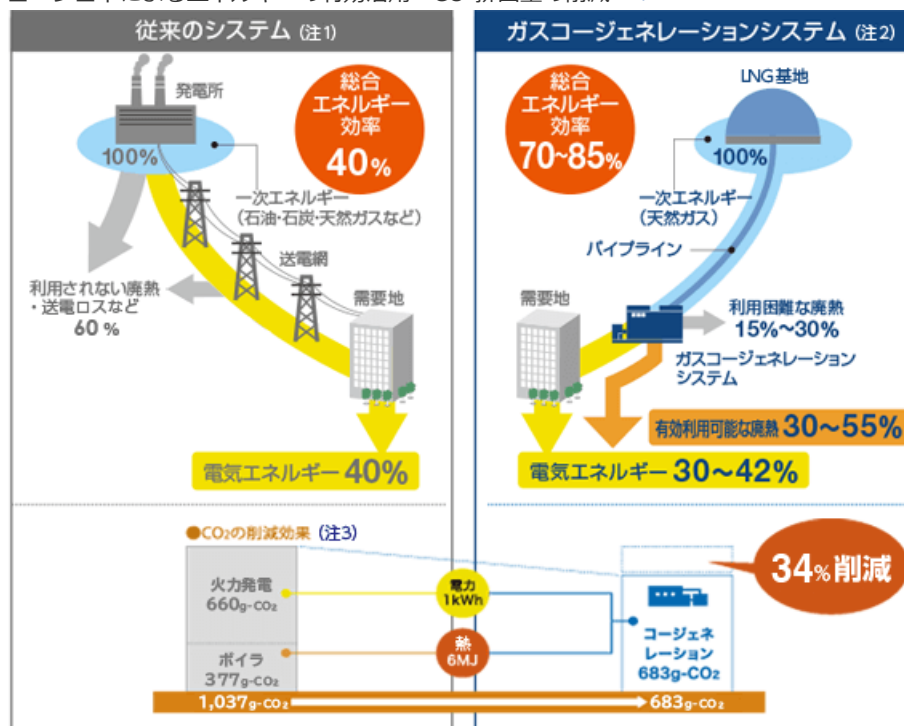 従来のシステム (注1)
発電所
100%
総合
エネルギー
効率
40%
一次エネルギー
(石油・石炭・天然ガスなど)
送電網
利用されない廃熱
・送電ロスなど
60%
需要地
電気エネルギー 40%
ガスコージェネレーションシステム (注2)
総合
エネルギー
効率
70~85%
LNG基地
100%
一次エネルギー
(天然ガス)
パイプライン
需要地
利用困難な廃熱
15%~30%
ガスコージェネレーション
システム
有効利用可能な廃熱 30~55%
電気エネルギー 30~42%
●CO₂の削減効果 (注3)
火力発電
660g-CO₂
ボイラ
377g-CO₂
電力
1kWh
熱
6MJ
34%削減
コージェネ
レーション
683g-CO₂
1,037g-CO₂
683g-CO₂